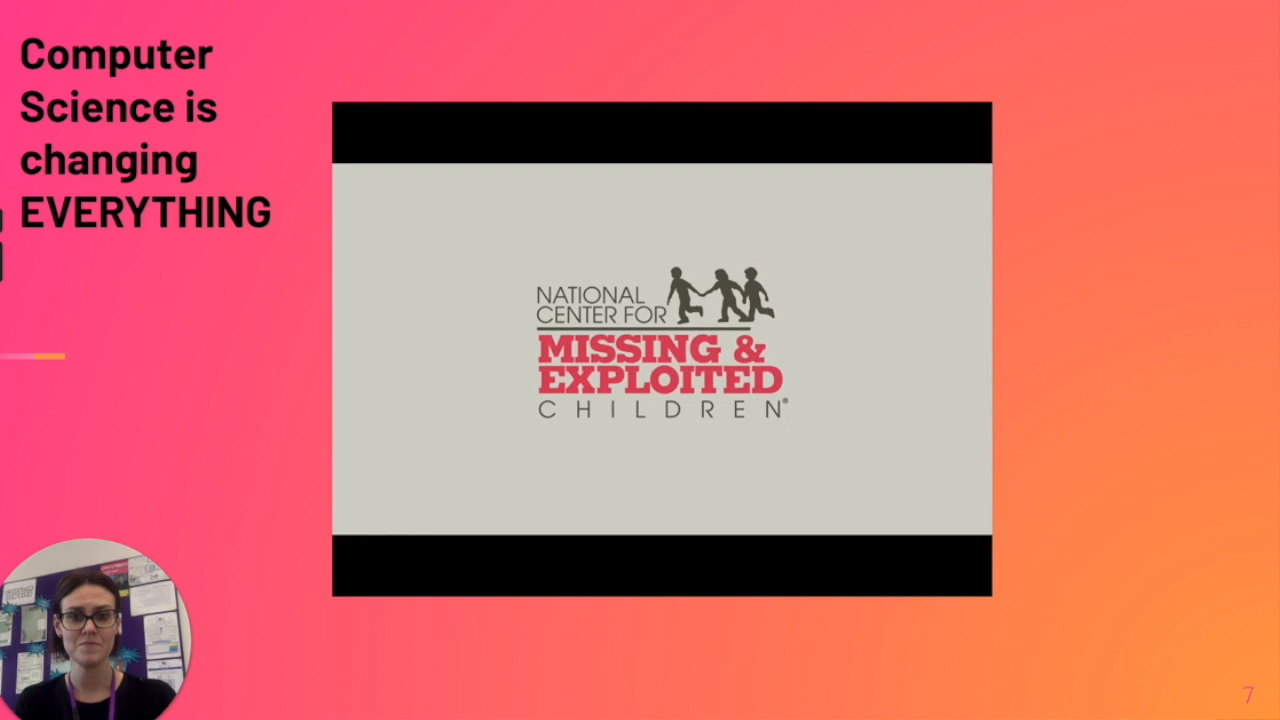 Computer
Science is
changing
EVERYTHING
NATIONAL
CENTER FOR
MISSING &
EXPLOITED
CHILDREN®
7